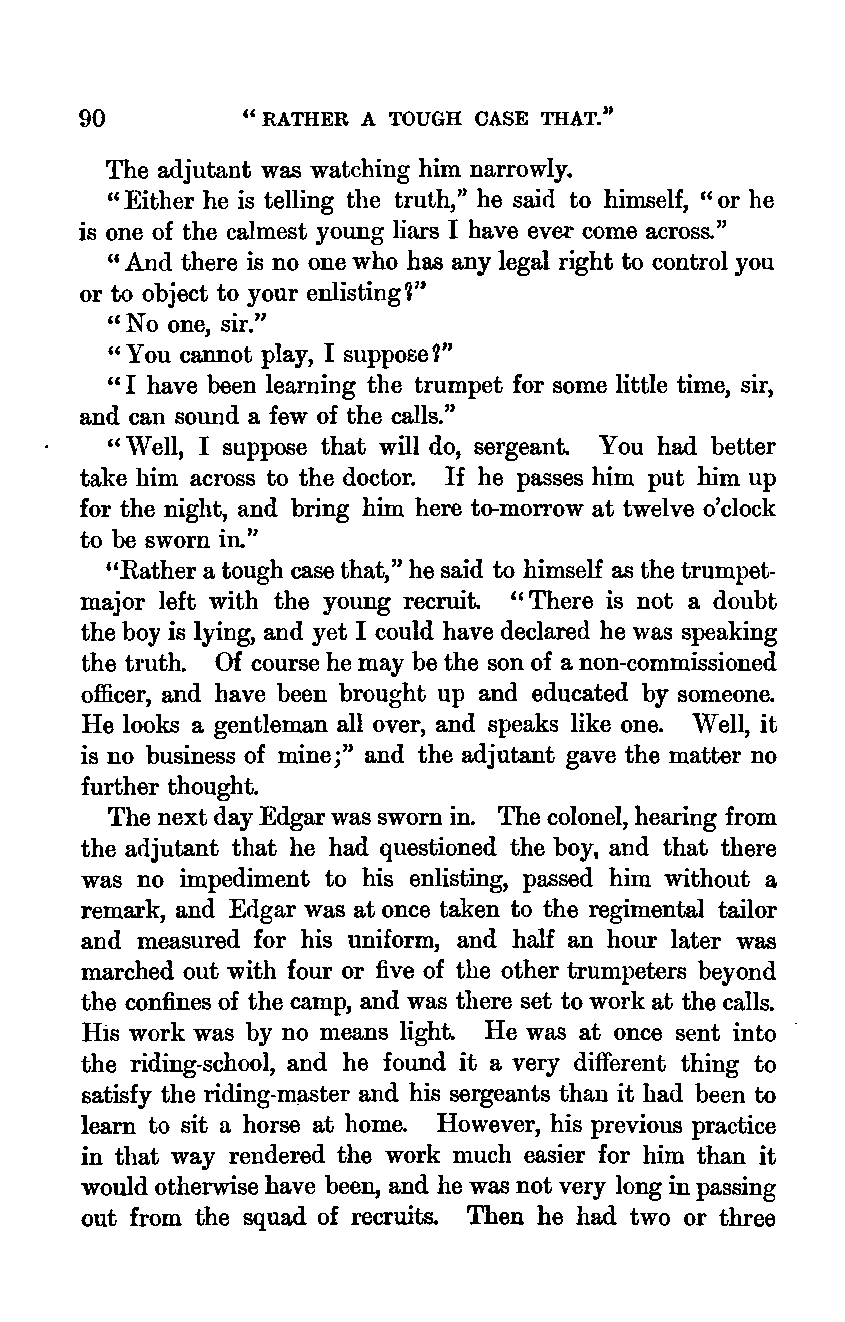 90 “ RATHER A TOUGH CASE THAT.”
The adjutant was watching him narrowly.
“Either he is telling the truth,” he said to himself, “or he
is one of the calmest young liars I have ever come across.”
“And there is no one who has any legal right to control you
or to object to your enlisting?”
“No one, sir.”
“You cannot play, I suppose?”
“I have been learning the trumpet for some little time, sir,
and can sound a few of the calls.”
“Well, I suppose that will do, sergeant. You had better
take him across to the doctor. If he passes him put him up
for the night, and bring him here to-morrow at twelve o’clock
to be sworn in.”
“Rather a tough case that,” he said to himself as the trumpet-
major left with the young recruit. “There is not a doubt
the boy is lying, and yet I could have declared he was speaking
the truth. Of course he may be the son of a non-commissioned
officer, and have been brought up and educated by someone.
He looks a gentleman all over, and speaks like one. Well, it
is no business of mine;” and the adjutant gave the matter no
further thought.
The next day Edgar was sworn in. The colonel, hearing from
the adjutant that he had questioned the boy, and that there
was no impediment to his enlisting, passed him without a
remark, and Edgar was at once taken to the regimental tailor
and measured for his uniform, and half an hour later was
marched out with four or five of the other trumpeters beyond
the confines of the camp, and was there set to work at the calls.
His work was by no means light. He was at once sent into
the riding-school, and he found it a very different thing to
satisfy the riding-master and his sergeants than it had been to
learn to sit a horse at home. However, his previous practice
in that way rendered the work much easier for him than it
would otherwise have been, and he was not very long in passing
out from the squad of recruits. Then he had two or three